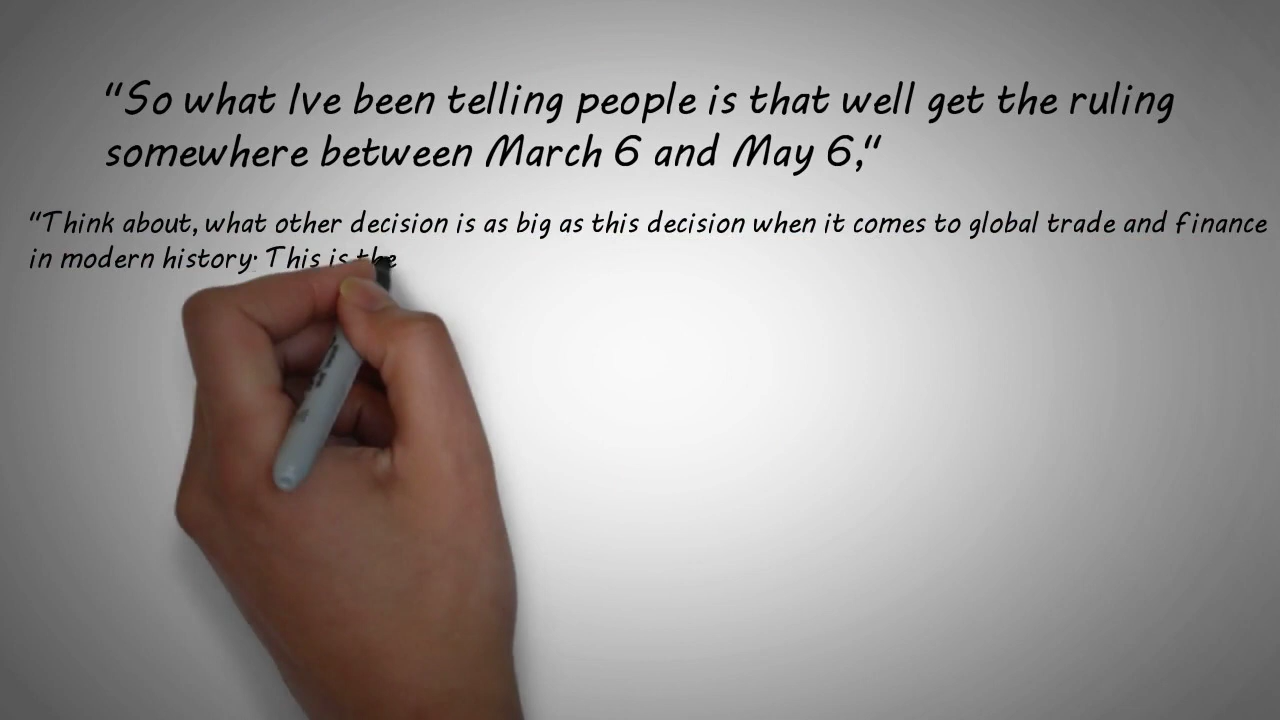 "So what Ive been telling people is that well get the ruling
somewhere between March 6 and May 6,"
"Think about, what other decision is as big as this decision when it comes to global trade and finance
in modern history. This is the